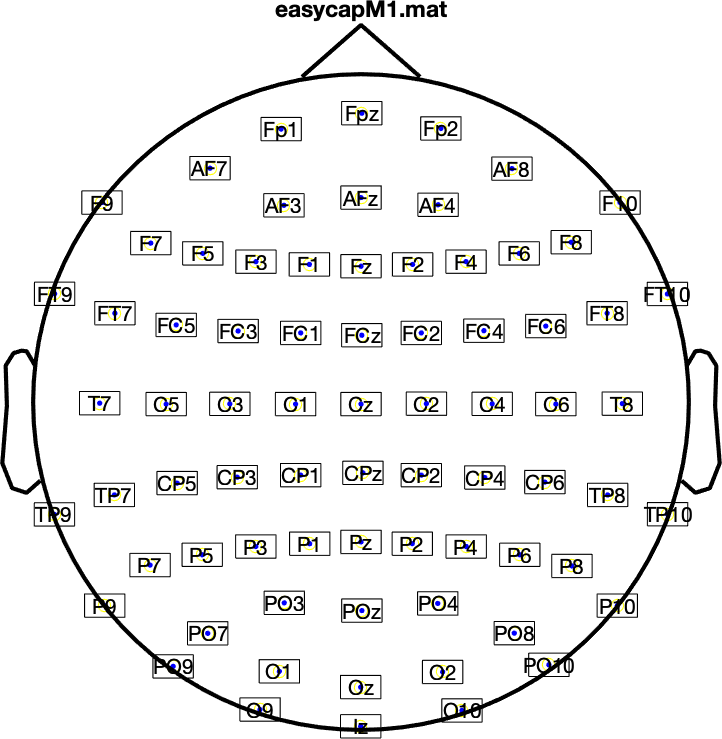 easycapM1.mat
Fpz
Fp1 Fp2
AF7 AF8
AFz
F9 AF3 AF4 F10
F7 F8
F5 F3 F1 Fz F2 F4 F6
FT9 FT10
FT7 FT8
FC5 FC3 FC1 FCz FC2 FC4 FC6
T7 C5 C3 C1 Cz C2 C4 C6 T8
CP5 CP3 CP1 CPz CP2 CP4 CP6
TP7 TP8
TP9 TP10
P7 P5 P3 P1 Pz P2 P4 P6 P8
P9 PO3 POz PO4 P10
PO7 PO8
PO9 O1 O2 PO10
Oz
O9 O10
Iz